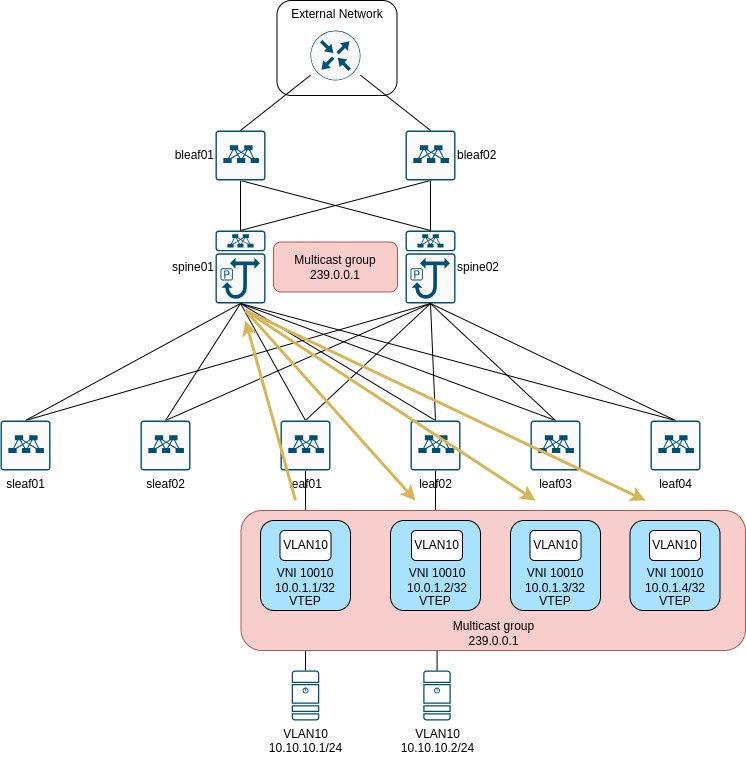 External Network
bleaf01
bleaf02
spine01
P
Multicast group
239.0.0.1
P
spine02
sleaf01
sleaf02
leaf01
leaf02
leaf03
leaf04
VLAN10
VNI 10010
10.0.1.1/32
VTEP
VLAN10
VNI 10010
10.0.1.2/32
VTEP
VLAN10
VNI 10010
10.0.1.3/32
VTEP
VLAN10
VNI 10010
10.0.1.4/32
VTEP
Multicast group
239.0.0.1
VLAN10
10.10.10.1/24
VLAN10
10.10.10.2/24